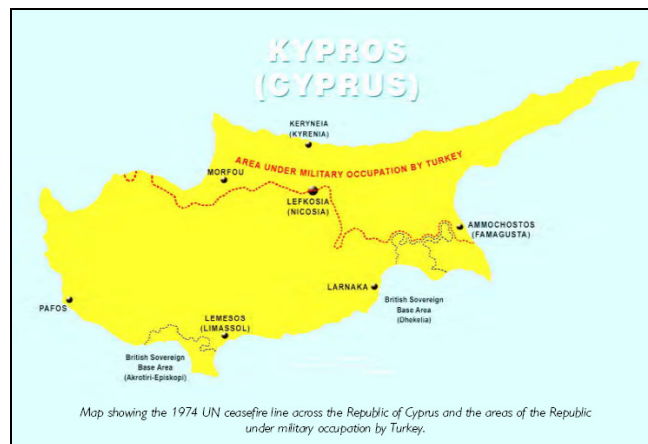 KYPROS
(CYPRUS)
KERYNEIA
(KYRENIA)
AREA UNDER MILITARY OCCUPATION BY TURKEY
MORFOU
LEFKOSIA
(NICOSIA)
AMMOCHOSTOS
(FAMAGUSTA)
LARNAKA
British Sovereign
Base Area
(Dhekelia)
PAFOS
LEMESOS
(LIMASSOL)
British Sovereign
Base Area
(Akrotiri-Episkopi)
Map showing the 1974 UN ceasefire line across the Republic of Cyprus and the areas of the Republic
under military occupation by Turkey.